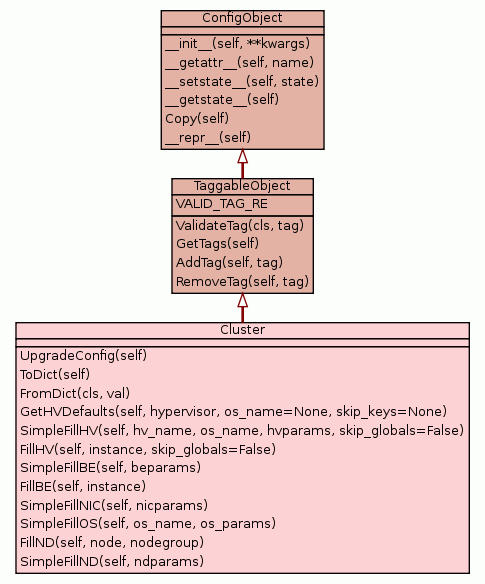 ConfigObject
__init__(self, **kwargs)
__getattr__(self, name)
__setstate__(self, state)
__getstate__(self)
Copy(self)
__repr__(self)
TaggableObject
VALID_TAG_RE
ValidateTag(cls, tag)
GetTags(self)
AddTag(self, tag)
RemoveTag(self, tag)
Cluster
UpgradeConfig(self)
ToDict(self)
FromDict(cls, val)
GetHVDefaults(self, hypervisor, os_name=None, skip_keys=None)
SimpleFillHV(self, hv_name, os_name, hvparams, skip_globals=False)
FillHV(self, instance, skip_globals=False)
SimpleFillBE(self, beparams)
FillBE(self, instance)
SimpleFillNIC(self, nicparams)
SimpleFillOS(self, os_name, os_params)
FillND(self, node, nodegroup)
SimpleFillND(self, ndparams)